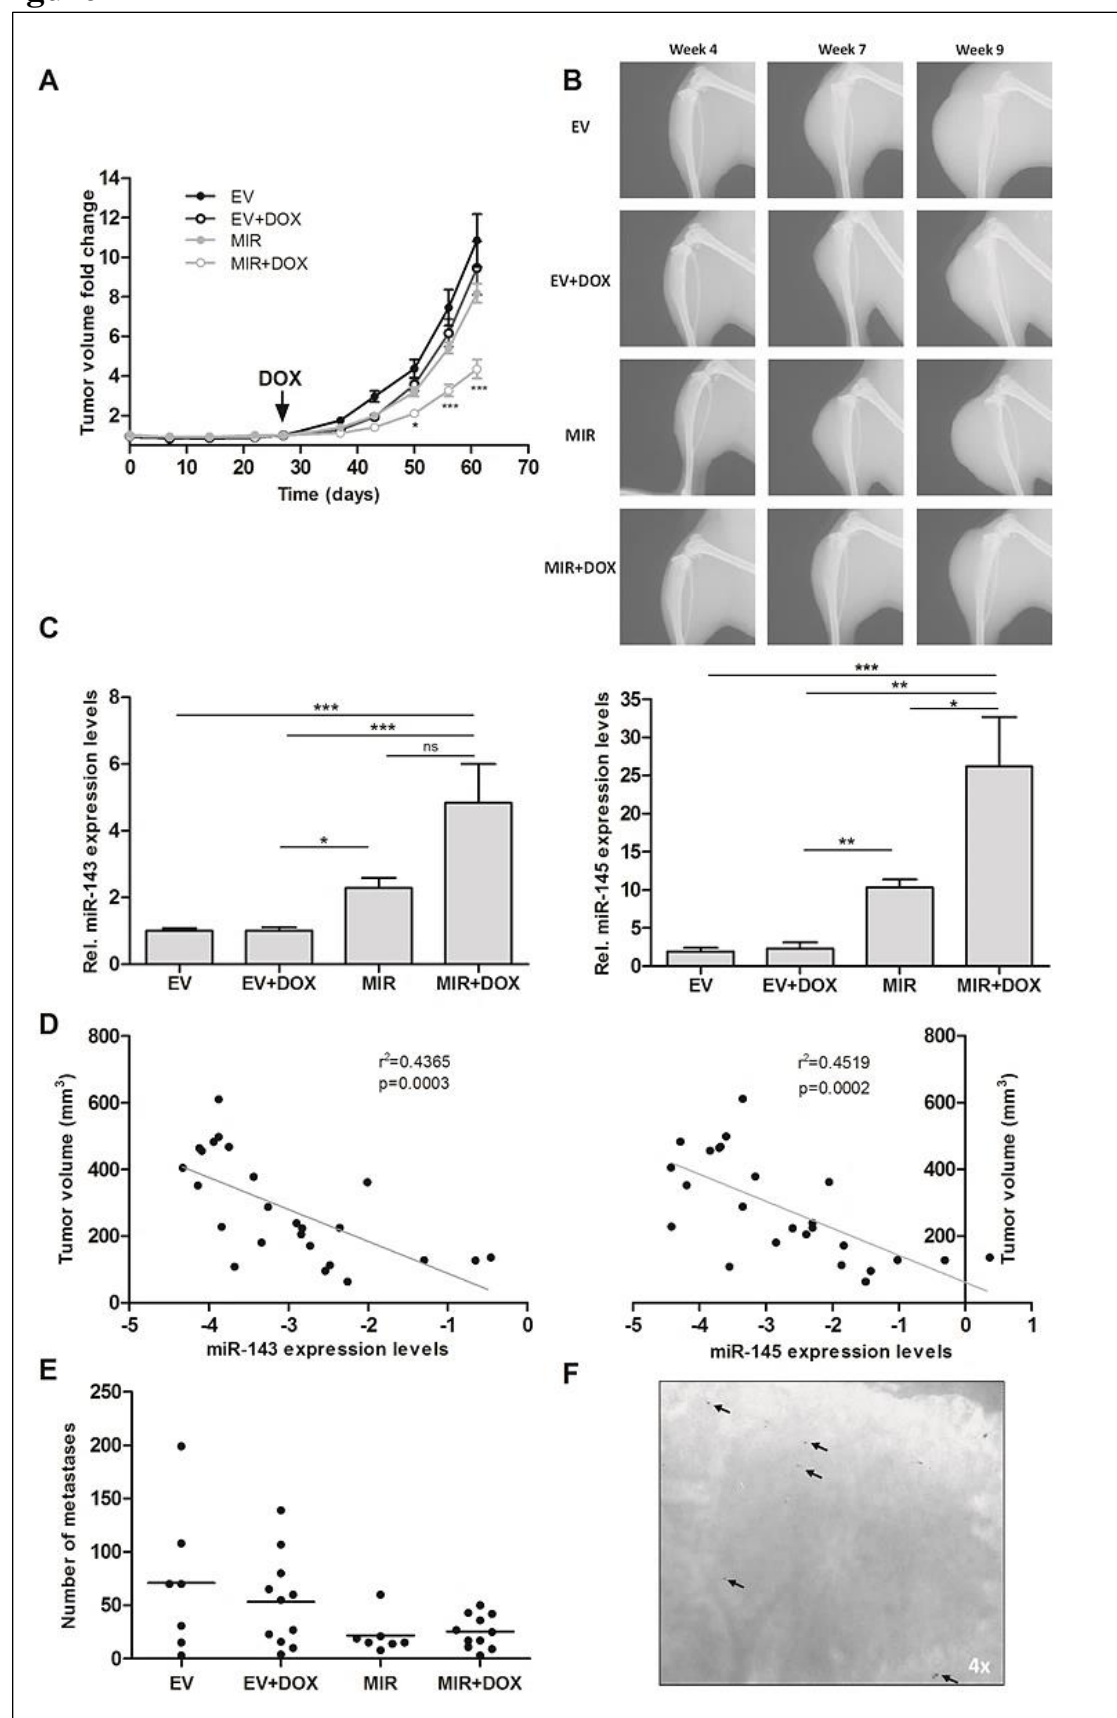 A
14
12
10
8
6
4
2
Tumor volume fold change
EV
EV+DOX
MIR
MIR+DOX
DOX
*
***
***
0 10 20 30 40 50 60 70
Time (days)
B
Week 4 Week 7 Week 9
EV
EV+DOX
MIR
MIR+DOX
C
8
6
4
2
0
Rel. miR-143 expression levels
***
***
ns
*
EV EV+DOX MIR MIR+DOX
35
30
25
20
15
10
5
0
Rel. miR-145 expression levels
***
**
*
**
EV EV+DOX MIR MIR+DOX
D
800
600
400
200
0
Tumor volume (mm³)
r²=0.4365
p=0.0003
-5 -4 -3 -2 -1 0
miR-143 expression levels
r²=0.4519
p=0.0002
800
600
400
200
Tumor volume (mm³)
-5 -4 -3 -2 -1 0 1
miR-145 expression levels
E
250
200
150
100
50
0
Number of metastases
EV EV+DOX MIR MIR+DOX
F
4x